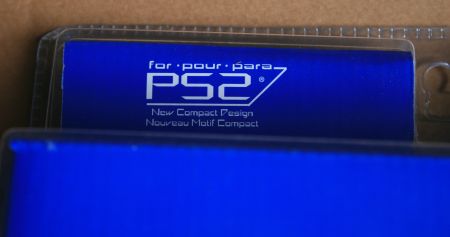 for · pour · para
PS2®
New Compact Design
Nouveau Motif Compact